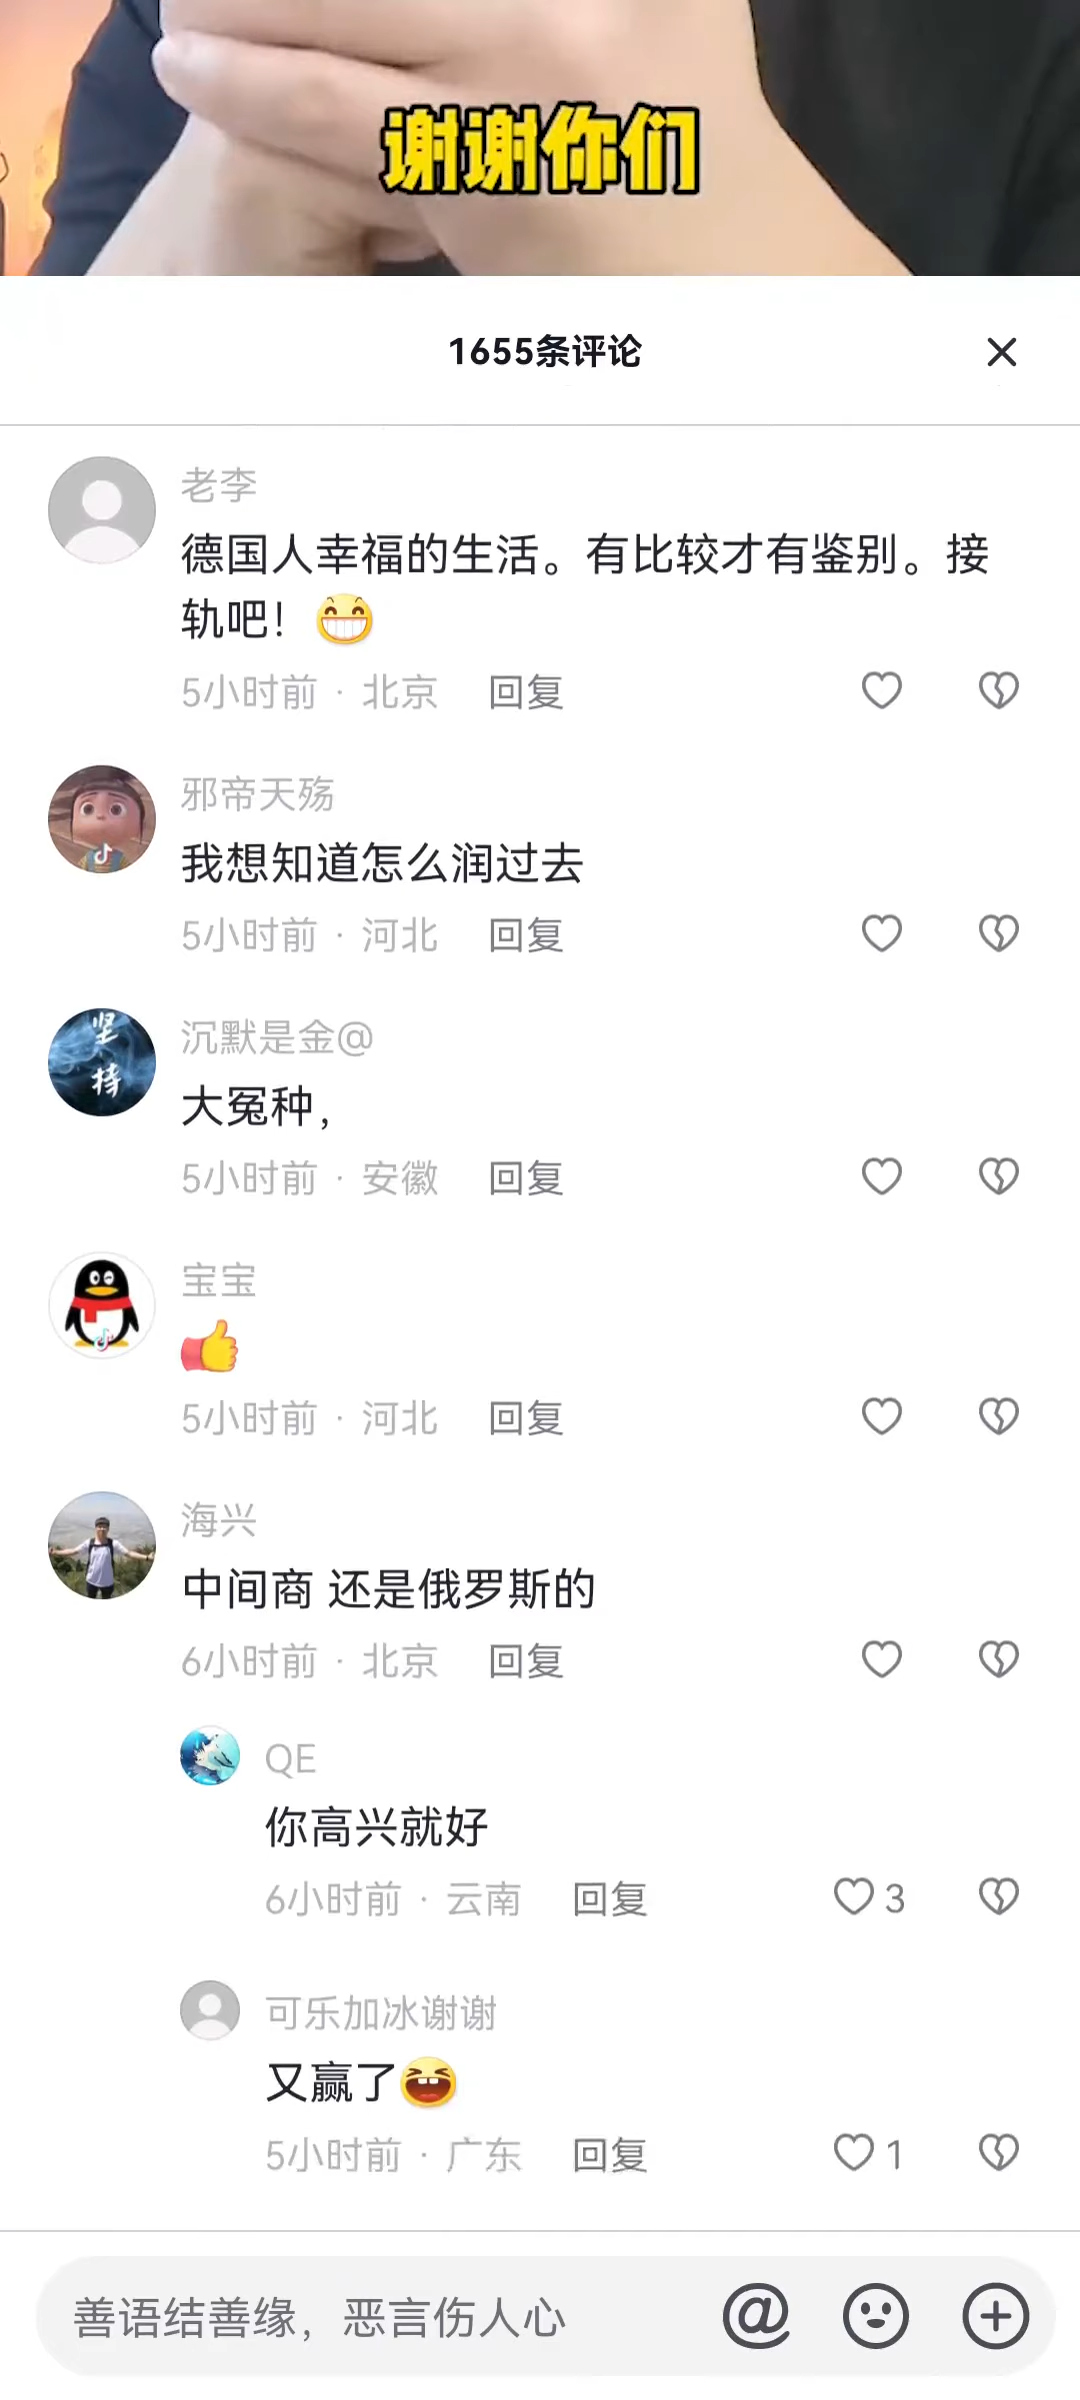 谢谢你们
1655条评论
老李
德国人幸福的生活。有比较才有鉴别。接
轨吧！
5小时前 · 北京 回复
邪帝天殇
我想知道怎么润过去
5小时前 · 河北 回复
坚
持
沉默是金@
大冤种，
5小时前 · 安徽 回复
宝宝
5小时前 · 河北 回复
海兴
中间商 还是俄罗斯的
6小时前 · 北京 回复
QE
你高兴就好
6小时前 · 云南 回复 3
可乐加冰谢谢
又赢了
5小时前 · 广东 回复 1
善语结善缘，恶言伤人心